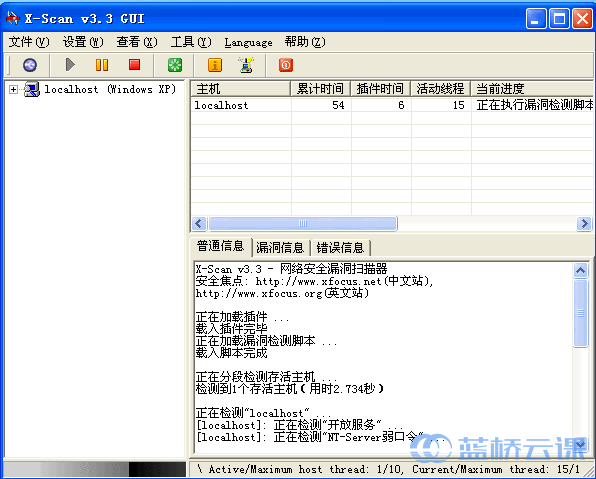 X-Scan v3.3 GUI
文件(V) 设置(W) 查看(X) 工具(Y) Language 帮助(Z)
localhost (Windows XP)
主机 累计时间 插件时间 活动线程 当前进度
localhost 54 6 15 正在执行漏洞检测脚本
普通信息 漏洞信息 错误信息
X-Scan v3.3 - 网络安全漏洞扫描器
安全焦点: http://www.xfocus.net(中文站),
http://www.xfocus.org(英文站)
正在加载插件 ...
载入插件完毕
正在加载漏洞检测脚本 ...
载入脚本完成
正在分段检测存活主机 ...
检测到1个存活主机(用时2.734秒)
正在检测"localhost" ...
[localhost]: 正在检测"开放服务" ...
[localhost]: 正在检测"NT-Server弱口令" ...
蓝桥云课
\ Active/Maximum host thread: 1/10, Current/Maximum thread: 15/1